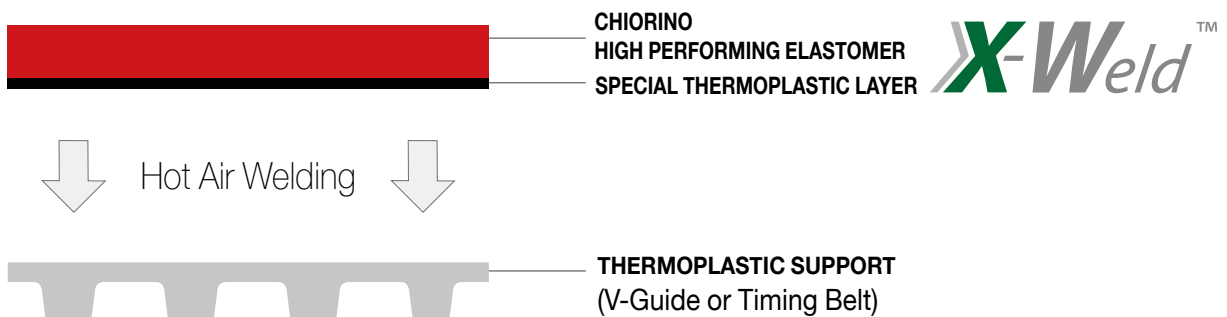 CHIORINO
HIGH PERFORMING ELASTOMER
SPECIAL THERMOPLASTIC LAYER
X-Weld™
Hot Air Welding
THERMOPLASTIC SUPPORT
(V-Guide or Timing Belt)